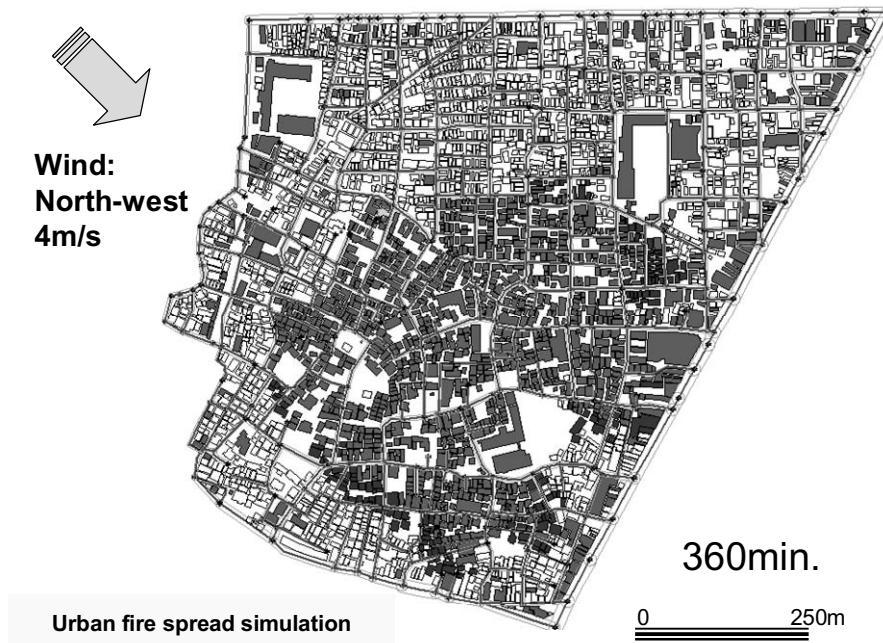 Wind:
North-west
4m/s
360min.
0 250m
Urban fire spread simulation